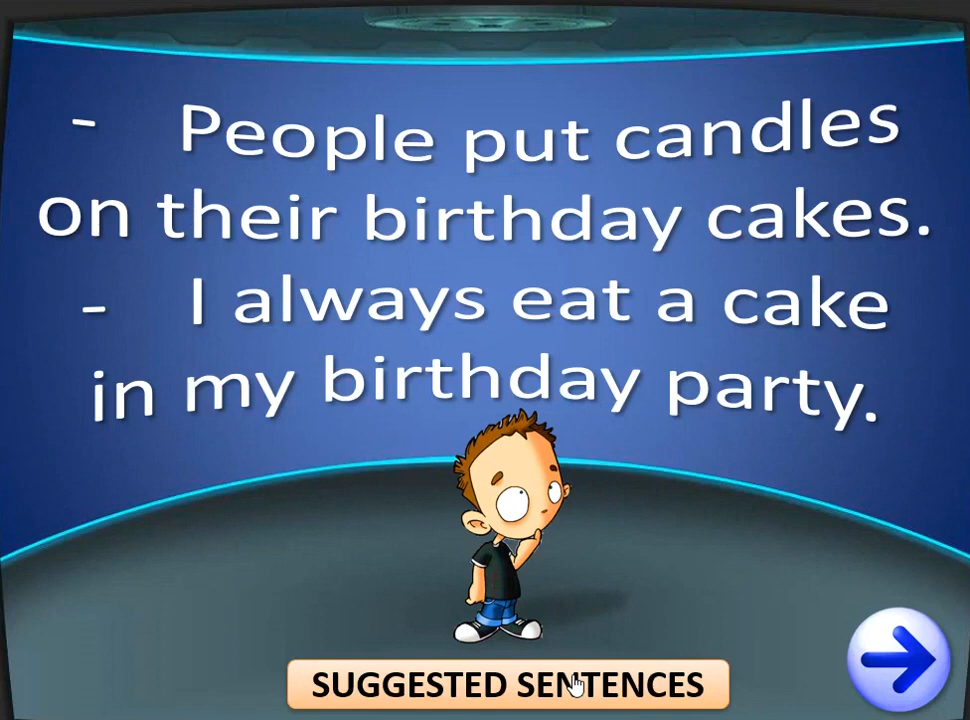 - People put candles
on their birthday cakes.
- I always eat a cake
in my birthday party.
SUGGESTED SENTENCES